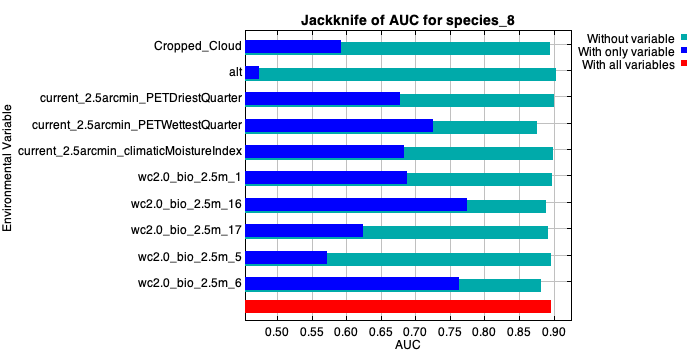 Jackknife of AUC for species_8
Without variable
With only variable
With all variables
Environmental Variable
Cropped_Cloud
alt
current_2.5arcmin_PETDriestQuarter
current_2.5arcmin_PETWettestQuarter
current_2.5arcmin_climaticMoistureIndex
wc2.0_bio_2.5m_1
wc2.0_bio_2.5m_16
wc2.0_bio_2.5m_17
wc2.0_bio_2.5m_5
wc2.0_bio_2.5m_6
0.50 0.55 0.60 0.65 0.70 0.75 0.80 0.85 0.90
AUC